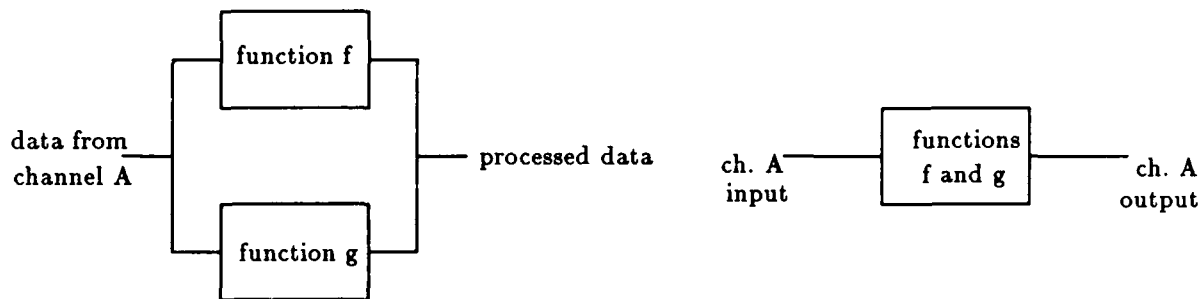 function f
data from
channel A
processed data
function g
ch. A
input
functions
f and g
ch. A
output